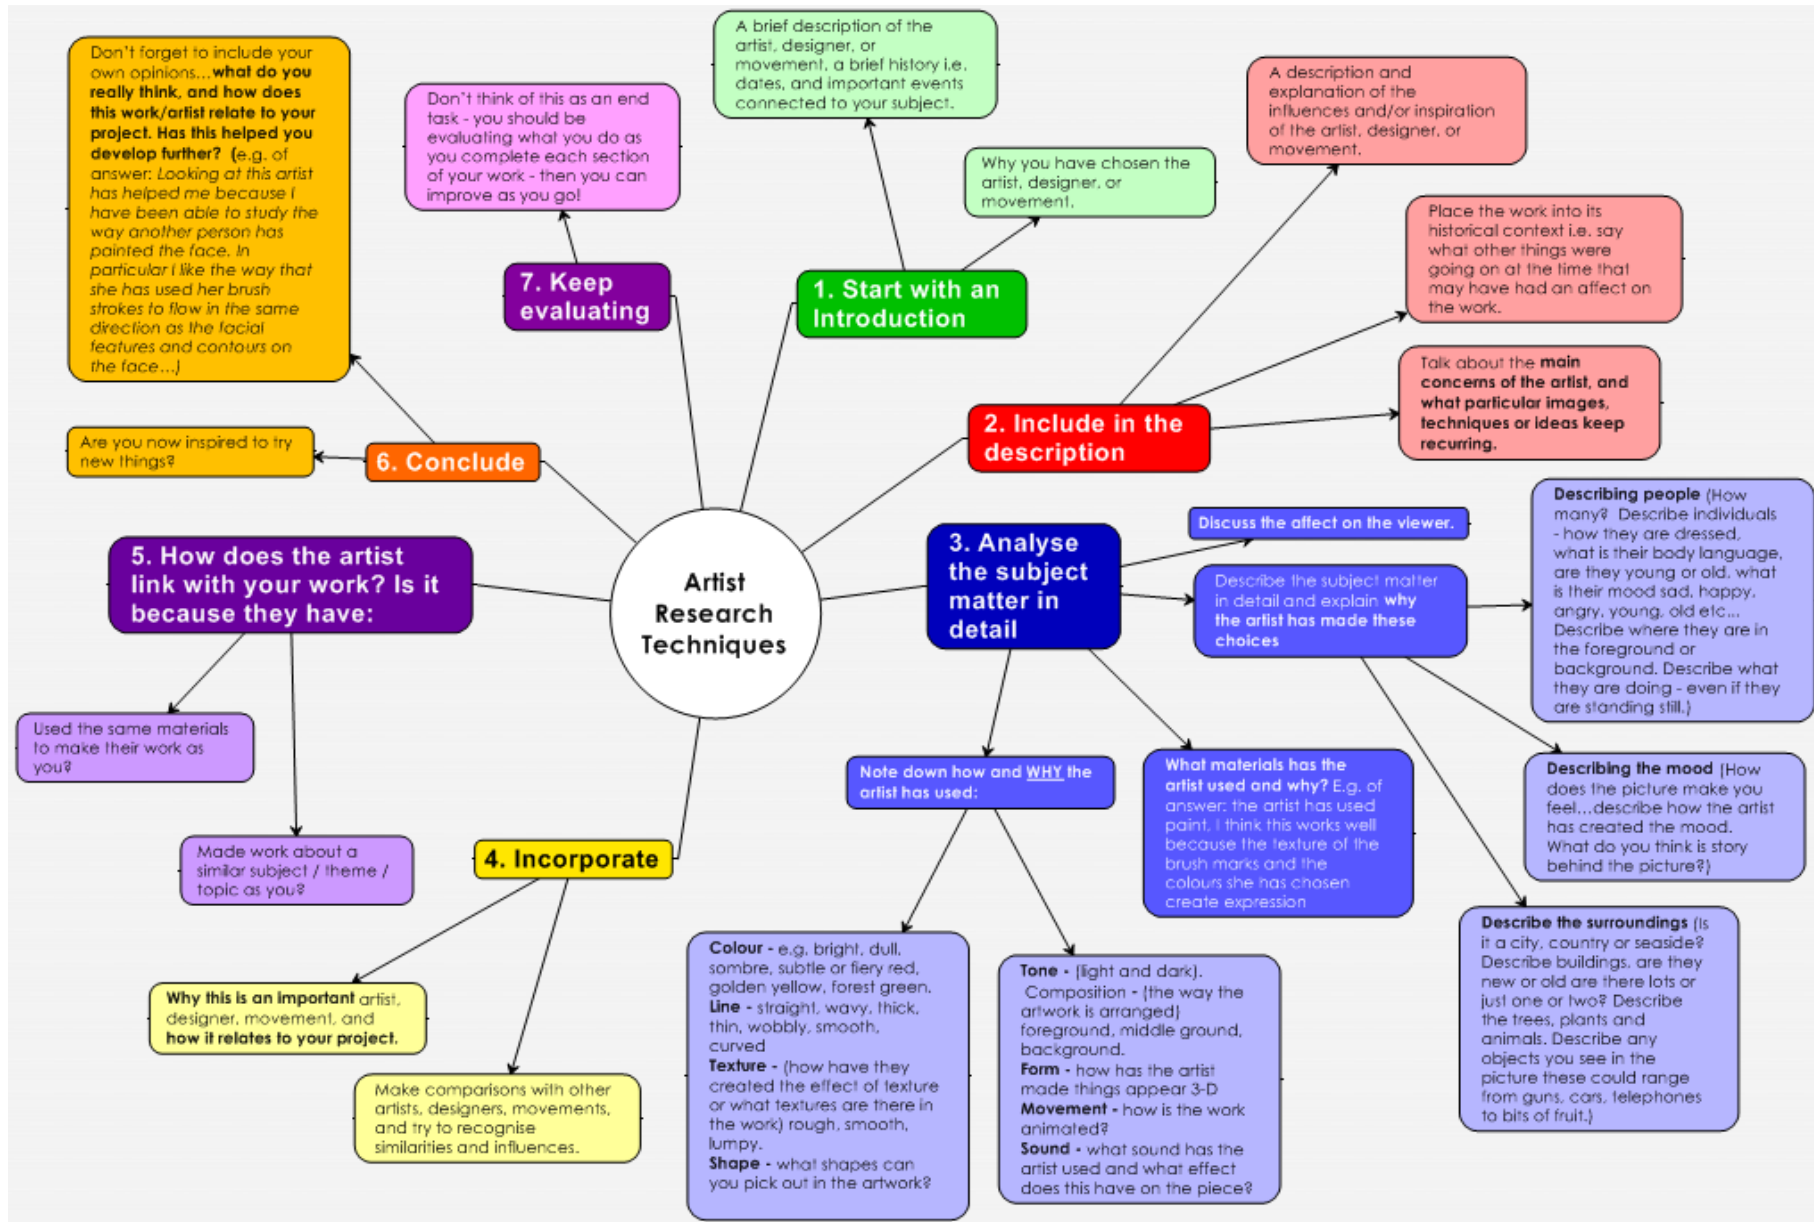 Artist
Research
Techniques
1. Start with an
Introduction
A brief description of the
artist, designer, or
movement, a brief history i.e.
dates, and important events
connected to your subject.
Why you have chosen the
artist, designer, or
movement.
2. Include in the
description
A description and
explanation of the
influences and/or inspiration
of the artist, designer, or
movement.
Place the work into its
historical context i.e. say
what other things were
going on at the time that
may have had an affect on
the work.
Talk about the main
concerns of the artist, and
what particular images,
techniques or ideas keep
recurring.
3. Analyse
the subject
matter in
detail
Discuss the affect on the viewer.
Describe the subject matter
in detail and explain why
the artist has made these
choices
Describing people (How
many? Describe individuals
- how they are dressed,
what is their body language,
are they young or old, what
is their mood sad, happy,
angry, young, old etc...
Describe where they are in
the foreground or
background. Describe what
they are doing - even if they
are standing still.)
Describing the mood (How
does the picture make you
feel...describe how the artist
has created the mood.
What do you think is story
behind the picture?)
Describe the surroundings (Is
it a city, country or seaside?
Describe buildings, are they
new or old are there lots or
just one or two? Describe
the trees, plants and
animals. Describe any
objects you see in the
picture these could range
from guns, cars, telephones
to bits of fruit.)
What materials has the
artist used and why? E.g. of
answer: the artist has used
paint, I think this works well
because the texture of the
brush marks and the
colours she has chosen
create expression
Note down how and WHY the
artist has used:
Colour - e.g. bright, dull,
sombre, subtle or fiery red,
golden yellow, forest green.
Line - straight, wavy, thick,
thin, wobbly, smooth,
curved
Texture - (how have they
created the effect of texture
or what textures are there in
the work) rough, smooth,
lumpy.
Shape - what shapes can
you pick out in the artwork?
Tone - (light and dark).
Composition - (the way the
artwork is arranged)
foreground, middle ground,
background.
Form - how has the artist
made things appear 3-D
Movement - how is the work
animated?
Sound - what sound has the
artist used and what effect
does this have on the piece?
4. Incorporate
Why this is an important artist,
designer, movement, and
how it relates to your project.
Make comparisons with other
artists, designers, movements,
and try to recognise
similarities and influences.
5. How does the artist
link with your work? Is it
because they have:
Used the same materials
to make their work as
you?
Made work about a
similar subject / theme /
topic as you?
6. Conclude
Don't forget to include your
own opinions...what do you
really think, and how does
this work/artist relate to your
project. Has this helped you
develop further? (e.g. of
answer: Looking at this artist
has helped me because I
have been able to study the
way another person has
painted the face. In
particular I like the way that
she has used her brush
strokes to flow in the same
direction as the facial
features and contours on
the face...)
Are you now inspired to try
new things?
7. Keep
evaluating
Don't think of this as an end
task - you should be
evaluating what you do as
you complete each section
of your work - then you can
improve as you go!